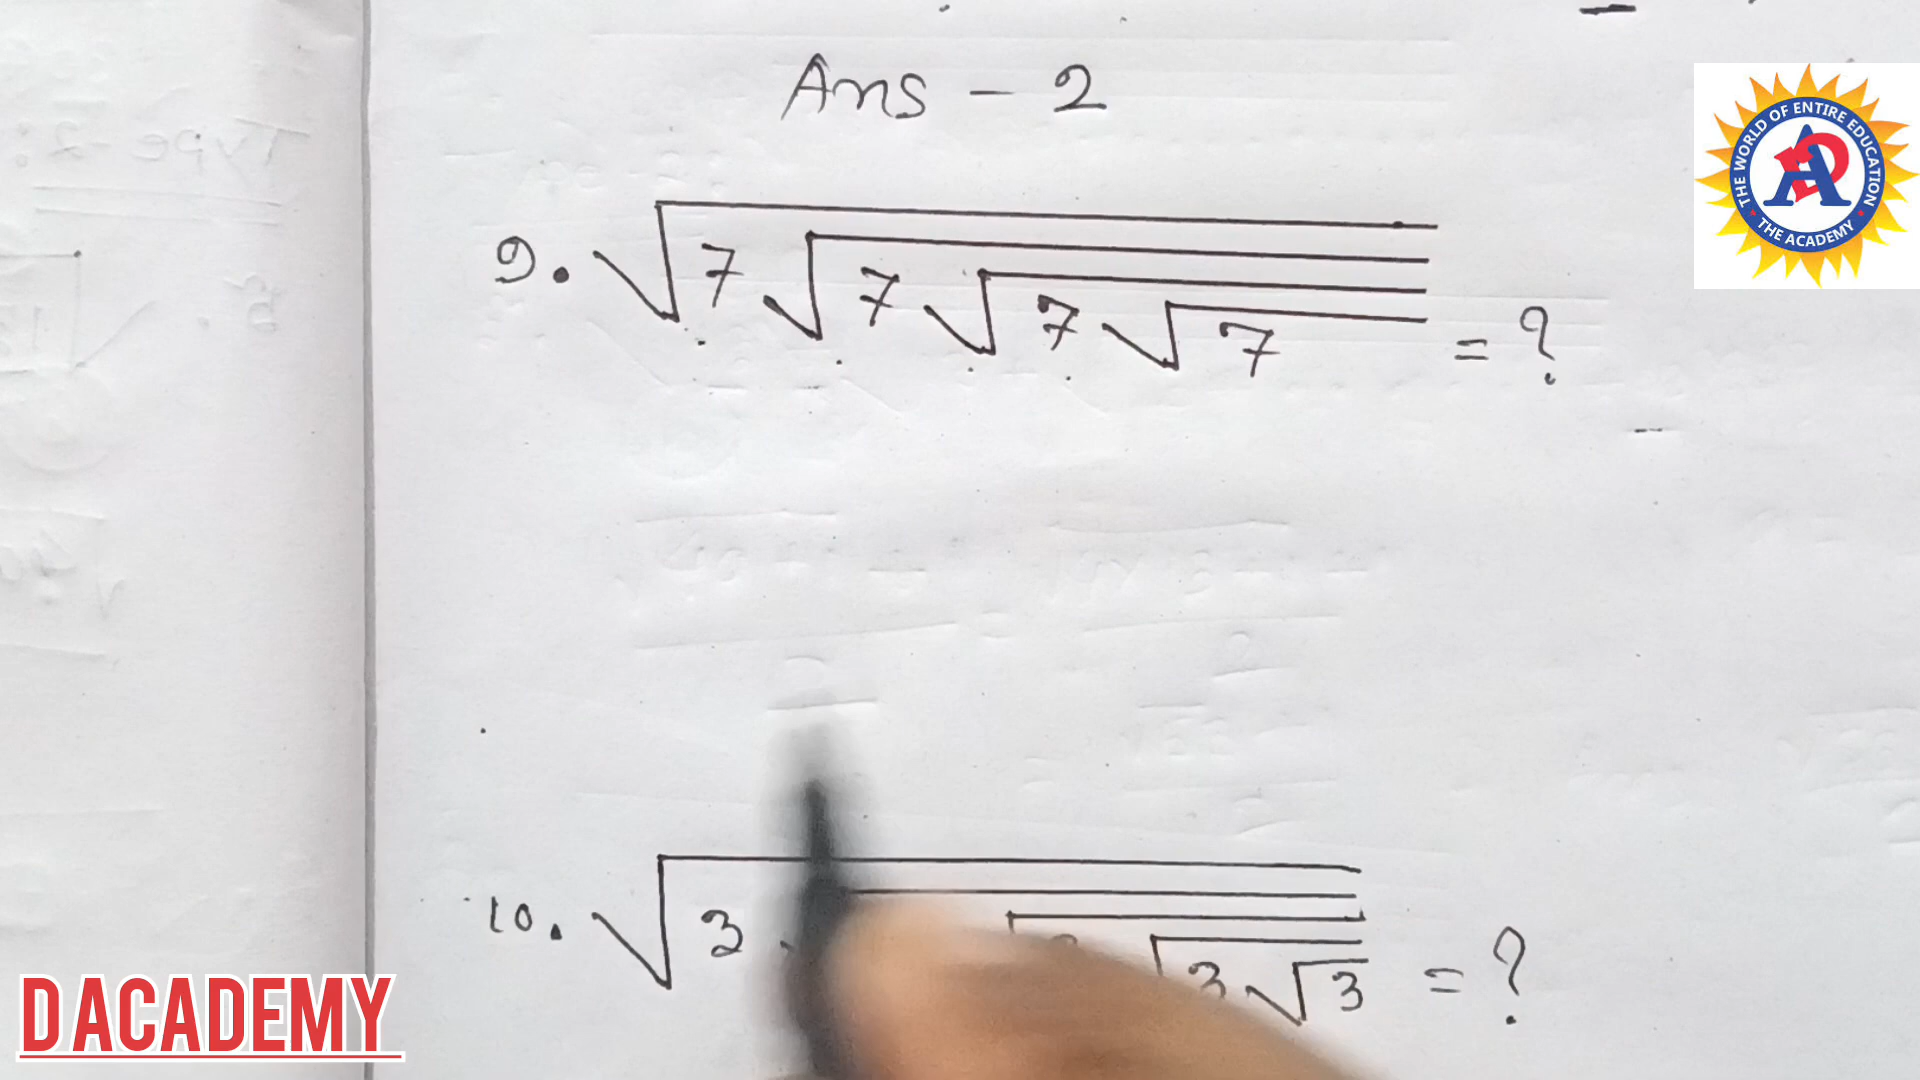 Ans - 2
THE WORLD OF ENTIRE EDUCATION
THE ACADEMY
9. √7√7√7√7 = ?
10. √3 √3√3 = ?
D ACADEMY